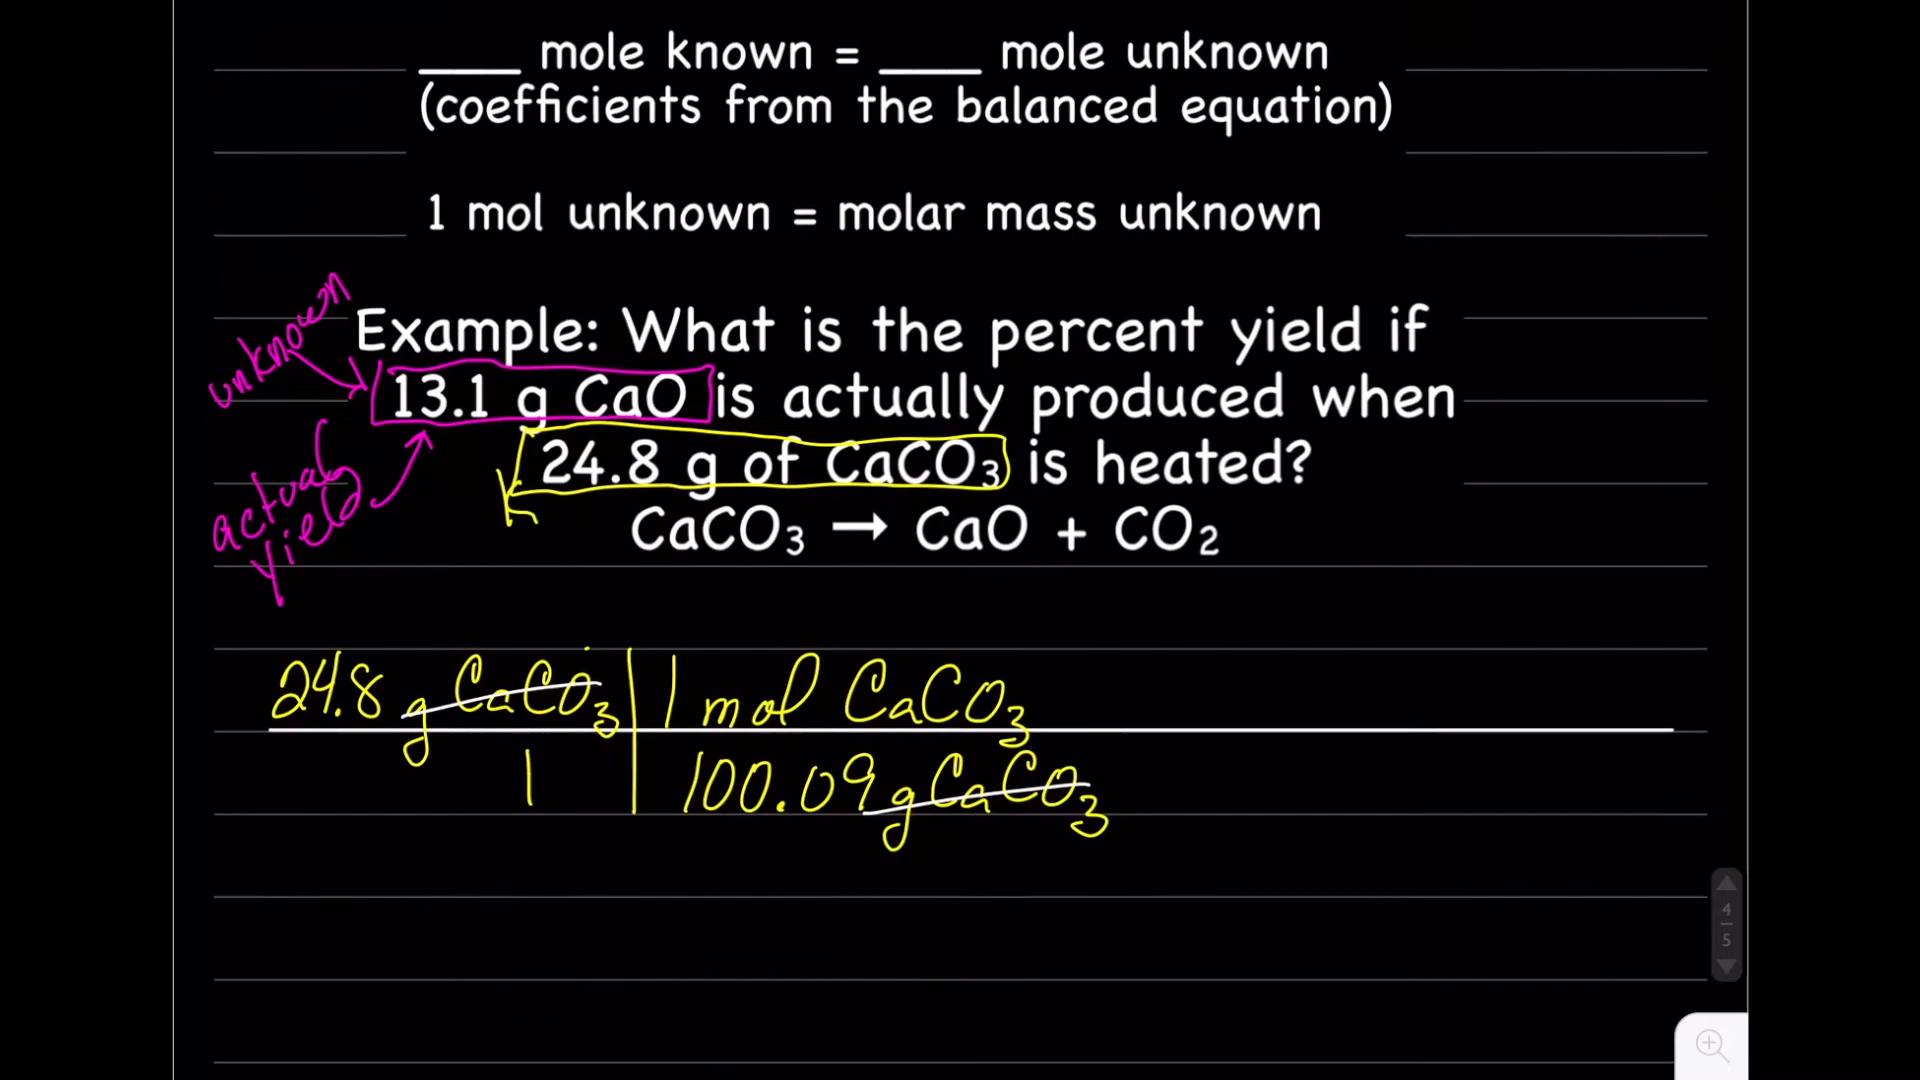 ____ mole known = ____ mole unknown
(coefficients from the balanced equation)
1 mol unknown = molar mass unknown
unknown
Example: What is the percent yield if
13.1 g CaO is actually produced when
24.8 g of CaCO₃ is heated?
K
actual
yield
CaCO₃ → CaO + CO₂
24.8 g CaCO₃ | 1 mol CaCO₃
1 | 100.09 g CaCO₃
4
5